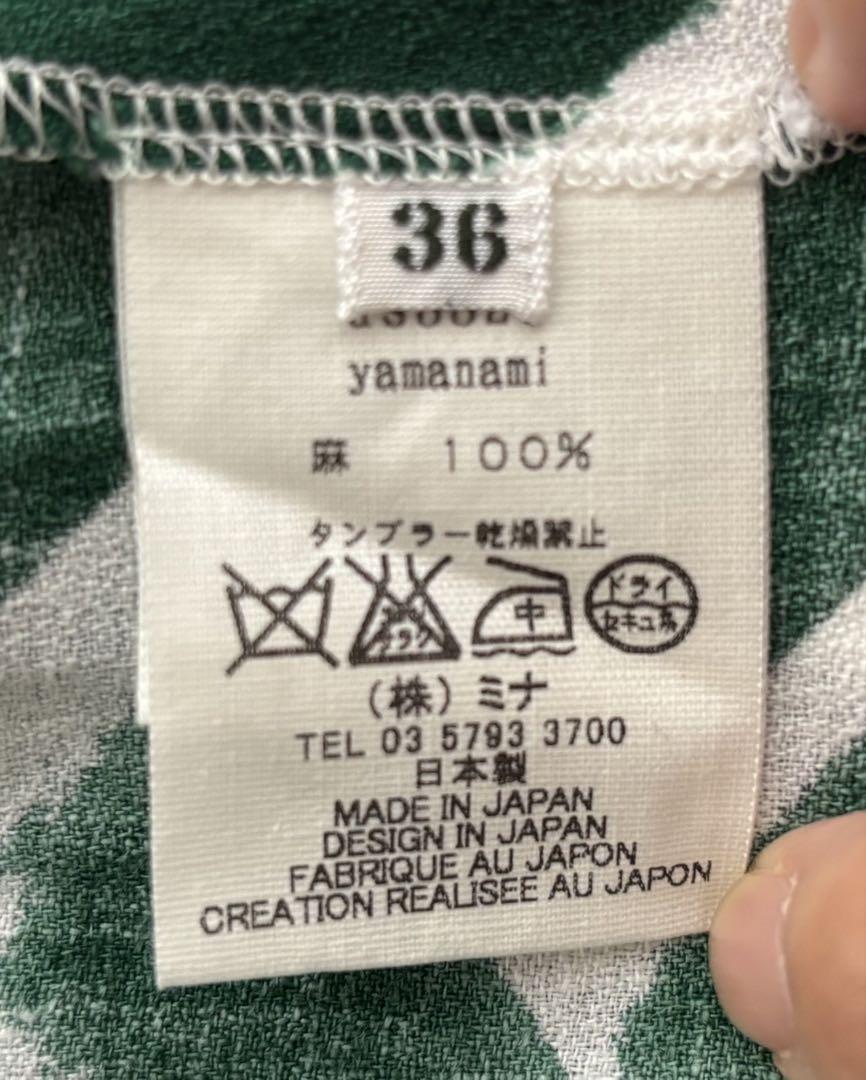 36
yamanami
麻 100%
タンブラー乾燥禁止
中
ドライ
セキユ系
(株)ミナ
TEL 03 5793 3700
日本製
MADE IN JAPAN
DESIGN IN JAPAN
FABRIQUE AU JAPON
CREATION REALISEE AU JAPON